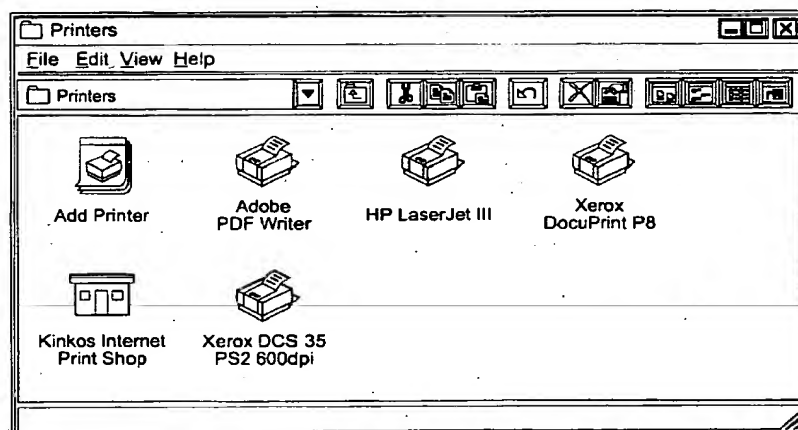 Printers
File Edit View Help
Printers
Add Printer
Adobe
PDF Writer
HP LaserJet III
Xerox
DocuPrint P8
Kinkos Internet
Print Shop
Xerox DCS 35
PS2 600dpi